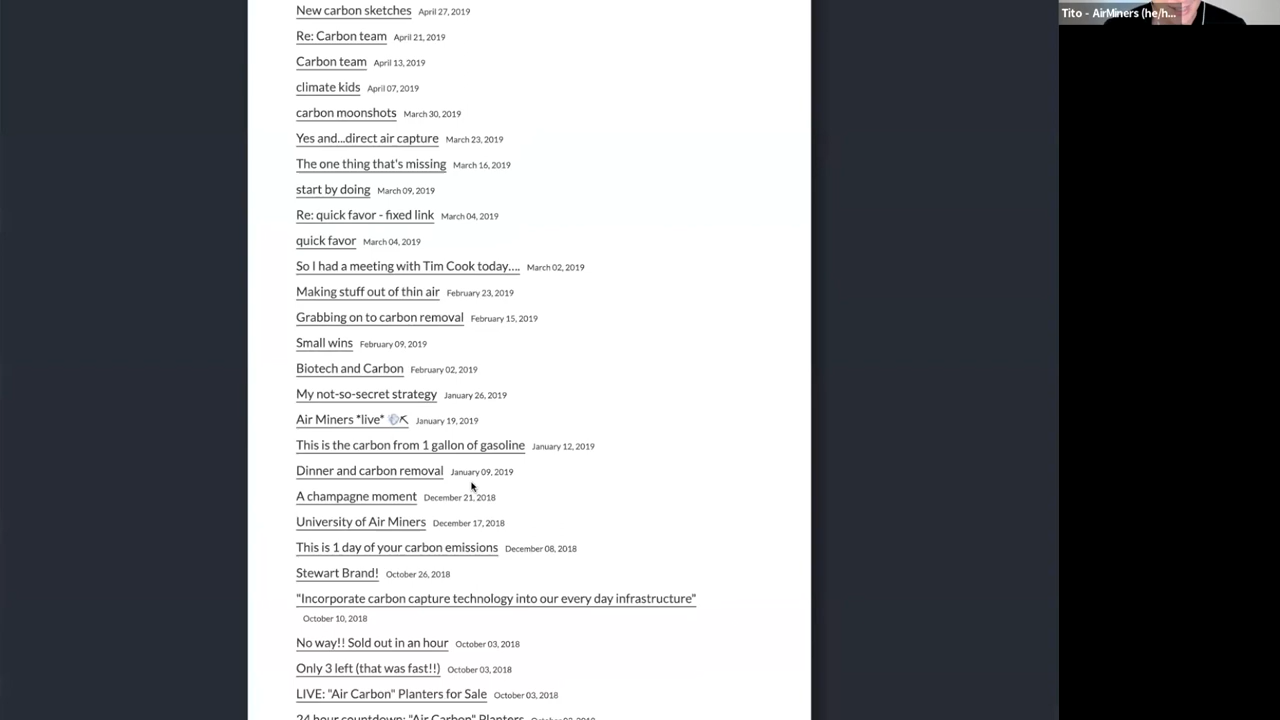 Tito - AirMiners (he/h...
New carbon sketches April 27, 2019
Re: Carbon team April 21, 2019
Carbon team April 13, 2019
climate kids April 07, 2019
carbon moonshots March 30, 2019
Yes and...direct air capture March 23, 2019
The one thing that's missing March 16, 2019
start by doing March 09, 2019
Re: quick favor - fixed link March 04, 2019
quick favor March 04, 2019
So I had a meeting with Tim Cook today.... March 02, 2019
Making stuff out of thin air February 23, 2019
Grabbing on to carbon removal February 15, 2019
Small wins February 09, 2019
Biotech and Carbon February 02, 2019
My not-so-secret strategy January 26, 2019
Air Miners *live* 💨⛏ January 19, 2019
This is the carbon from 1 gallon of gasoline January 12, 2019
Dinner and carbon removal January 09, 2019
A champagne moment December 21, 2018
University of Air Miners December 17, 2018
This is 1 day of your carbon emissions December 08, 2018
Stewart Brand! October 26, 2018
"Incorporate carbon capture technology into our every day infrastructure"
October 10, 2018
No way!! Sold out in an hour October 03, 2018
Only 3 left (that was fast!!) October 03, 2018
LIVE: "Air Carbon" Planters for Sale October 03, 2018
24 hour countdown: "Air Carbon" Planters